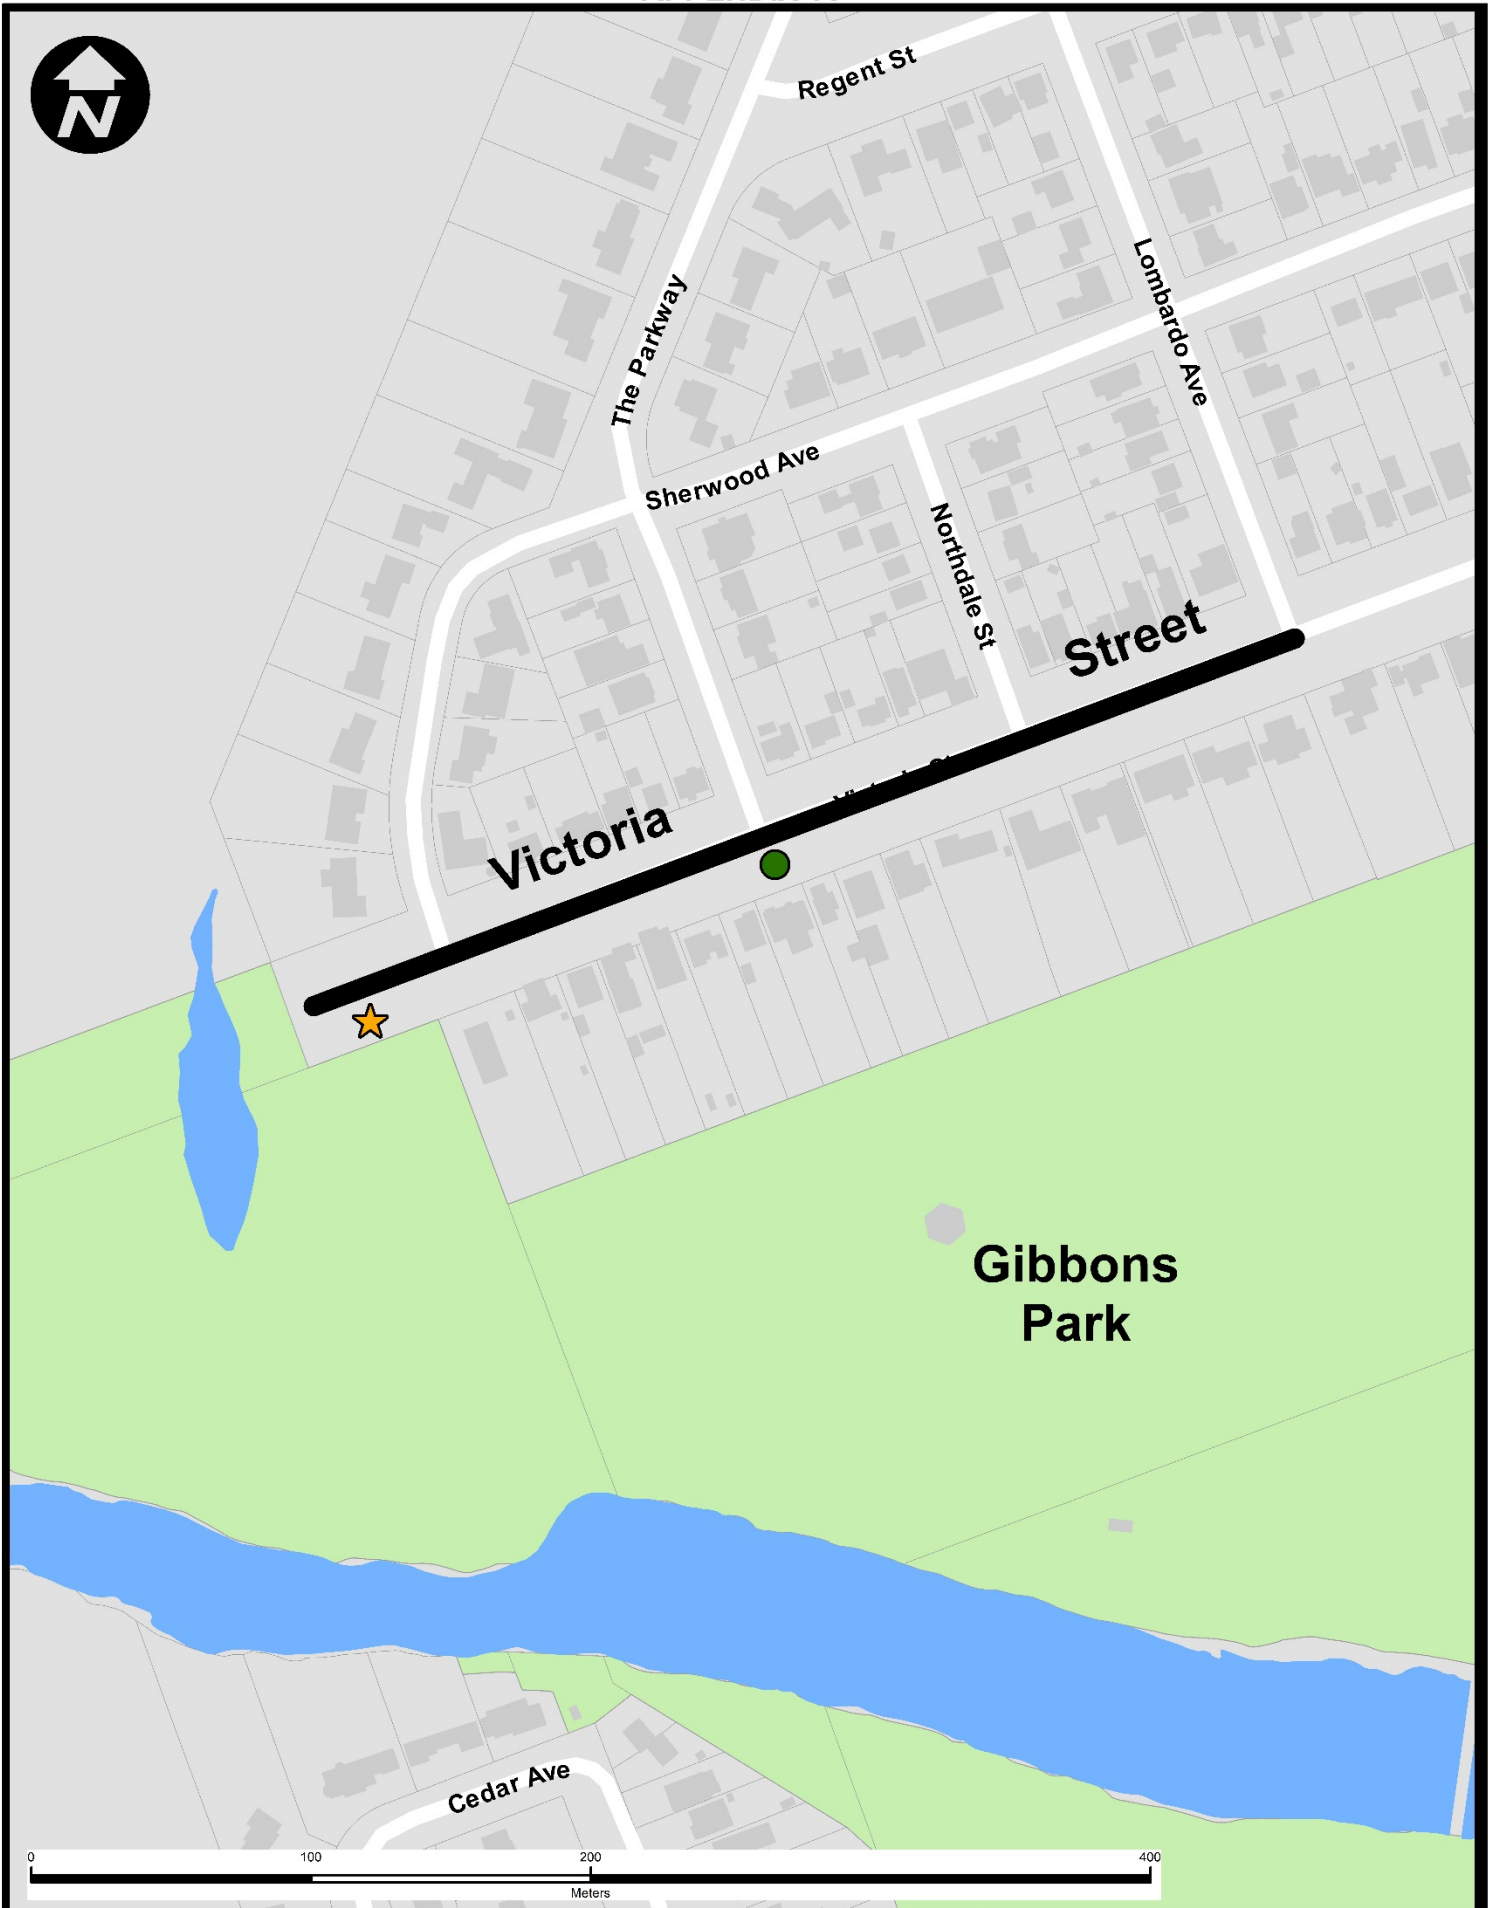 N
Regent St
The Parkway
Lombardo Ave
Sherwood Ave
Northdale St
Street
Victoria
Gibbons
Park
Cedar Ave
0 100 200 400
Meters